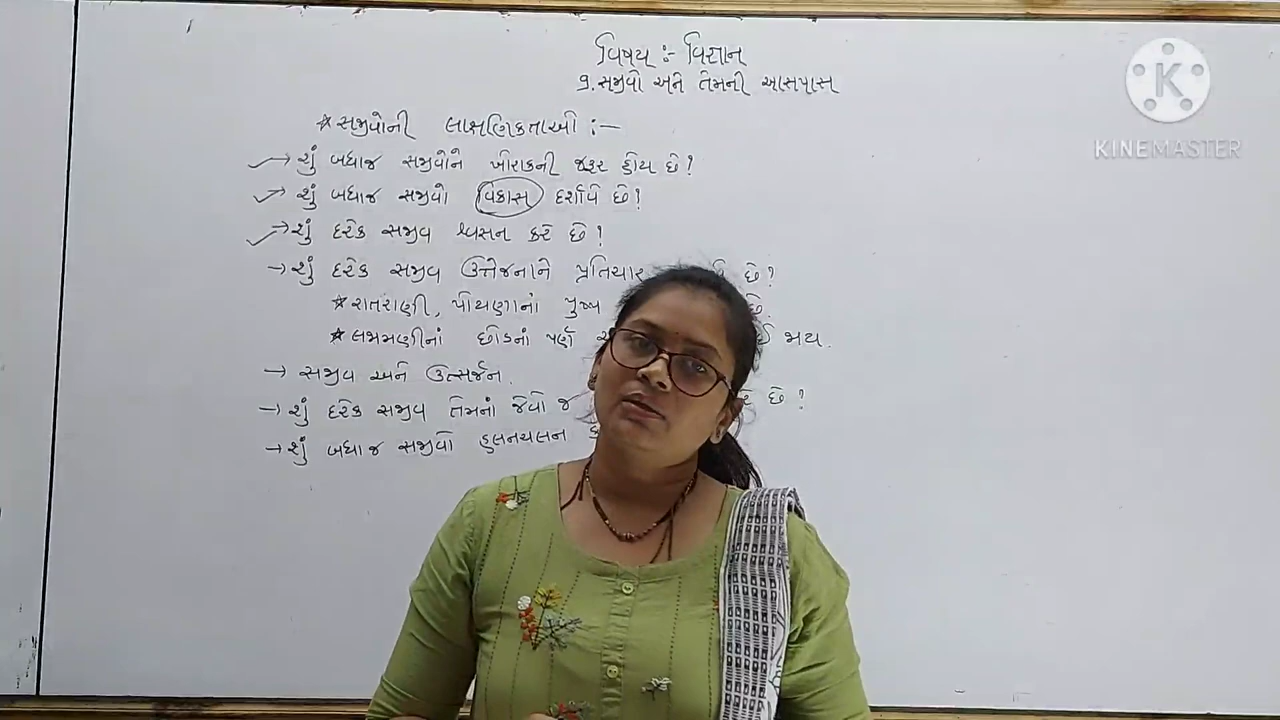 વિષય :- વિજ્ઞાન
૭. સજીવો અને તેમની આસપાસ
★ સજીવોની લાક્ષણિકતાઓ :-
→ શું બધાજ સજીવોને ખોરાકની જરૂર હોય છે?
→ શું બધાજ સજીવો વિકાસ દર્શાવે છે?
→ શું દરેક સજીવ શ્વસન કરે છે?
→ શું દરેક સજીવ ઉત્તેજનાને પ્રતિચાર છે?
★ રાતરાણી, પોયણાનાં પુષ્પ છે.
★ લજામણીનાં છોડનાં પર્ણો જાય.
→ સજીવ અને ઉત્સર્જન.
→ શું દરેક સજીવ તેમનાં જેવો જ છે?
→ શું બધાજ સજીવો હલનચલન
KINEMASTER